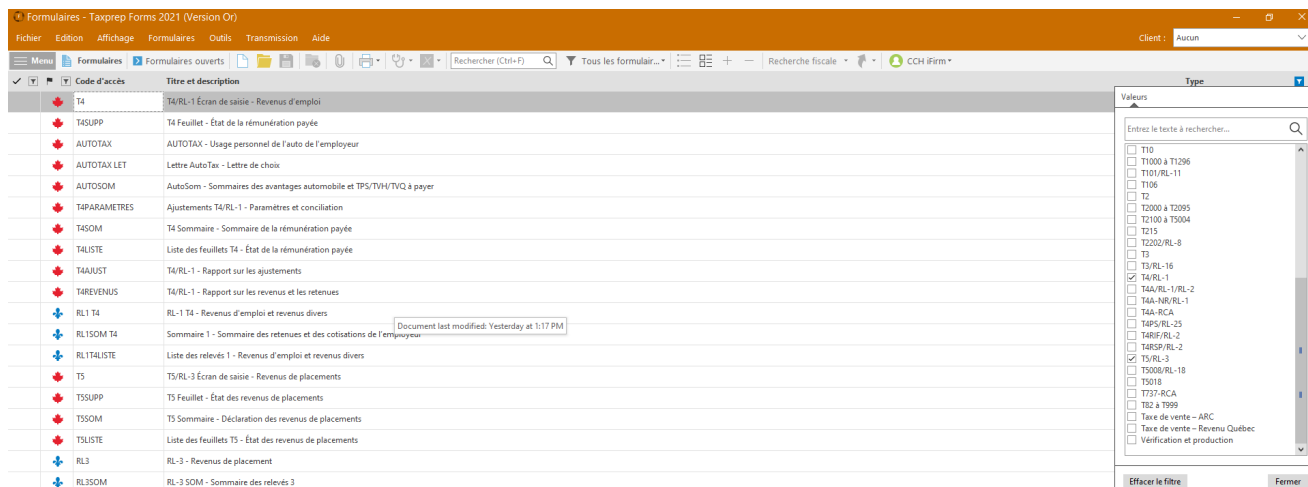 Formulaires - Taxprep Forms 2021 (Version Or)
Fichier Edition Affichage Formulaires Outils Transmission Aide Client : Aucun
Menu Formulaires Formulaires ouverts Rechercher (Ctrl+F) Tous les formulair... Recherche fiscale CCH iFirm
Code d'accès Titre et description Type
T4 T4/RL-1 Écran de saisie - Revenus d'emploi
T4SUPP T4 Feuillet - État de la rémunération payée
AUTOTAX AUTOTAX - Usage personnel de l'auto de l'employeur
AUTOTAX LET Lettre AutoTax - Lettre de choix
AUTOSOM AutoSom - Sommaires des avantages automobile et TPS/TVH/TVQ à payer
T4PARAMETRES Ajustements T4/RL-1 - Paramètres et conciliation
T4SOM T4 Sommaire - Sommaire de la rémunération payée
T4LISTE Liste des feuillets T4 - État de la rémunération payée
T4AJUST T4/RL-1 - Rapport sur les ajustements
T4REVENUS T4/RL-1 - Rapport sur les revenus et les retenues
RL1 T4 RL-1 T4 - Revenus d'emploi et revenus divers
Document last modified: Yesterday at 1:17 PM
RL1SOM T4 Sommaire 1 - Sommaire des retenues et des cotisations de l'employeur
RL1T4LISTE Liste des relevés 1 - Revenus d'emploi et revenus divers
T5 T5/RL-3 Écran de saisie - Revenus de placements
T5SUPP T5 Feuillet - État des revenus de placements
T5SOM T5 Sommaire - Déclaration des revenus de placements
T5LISTE Liste des feuillets T5 - État des revenus de placements
RL3 RL-3 - Revenus de placement
RL3SOM RL-3 SOM - Sommaire des relevés 3
Valeurs
Entrez le texte à rechercher...
T10
T1000 à T1296
T101/RL-11
T106
T2
T2000 à T2095
T2100 à T5004
T215
T2202/RL-8
T3
T3/RL-16
T4/RL-1
T4A/RL-1/RL-2
T4A-NR/RL-1
T4A-RCA
T4PS/RL-25
T4RIF/RL-2
T4RSP/RL-2
T5/RL-3
T5008/RL-18
T5018
T737-RCA
T82 à T999
Taxe de vente – ARC
Taxe de vente – Revenu Québec
Vérification et production
Effacer le filtre Fermer